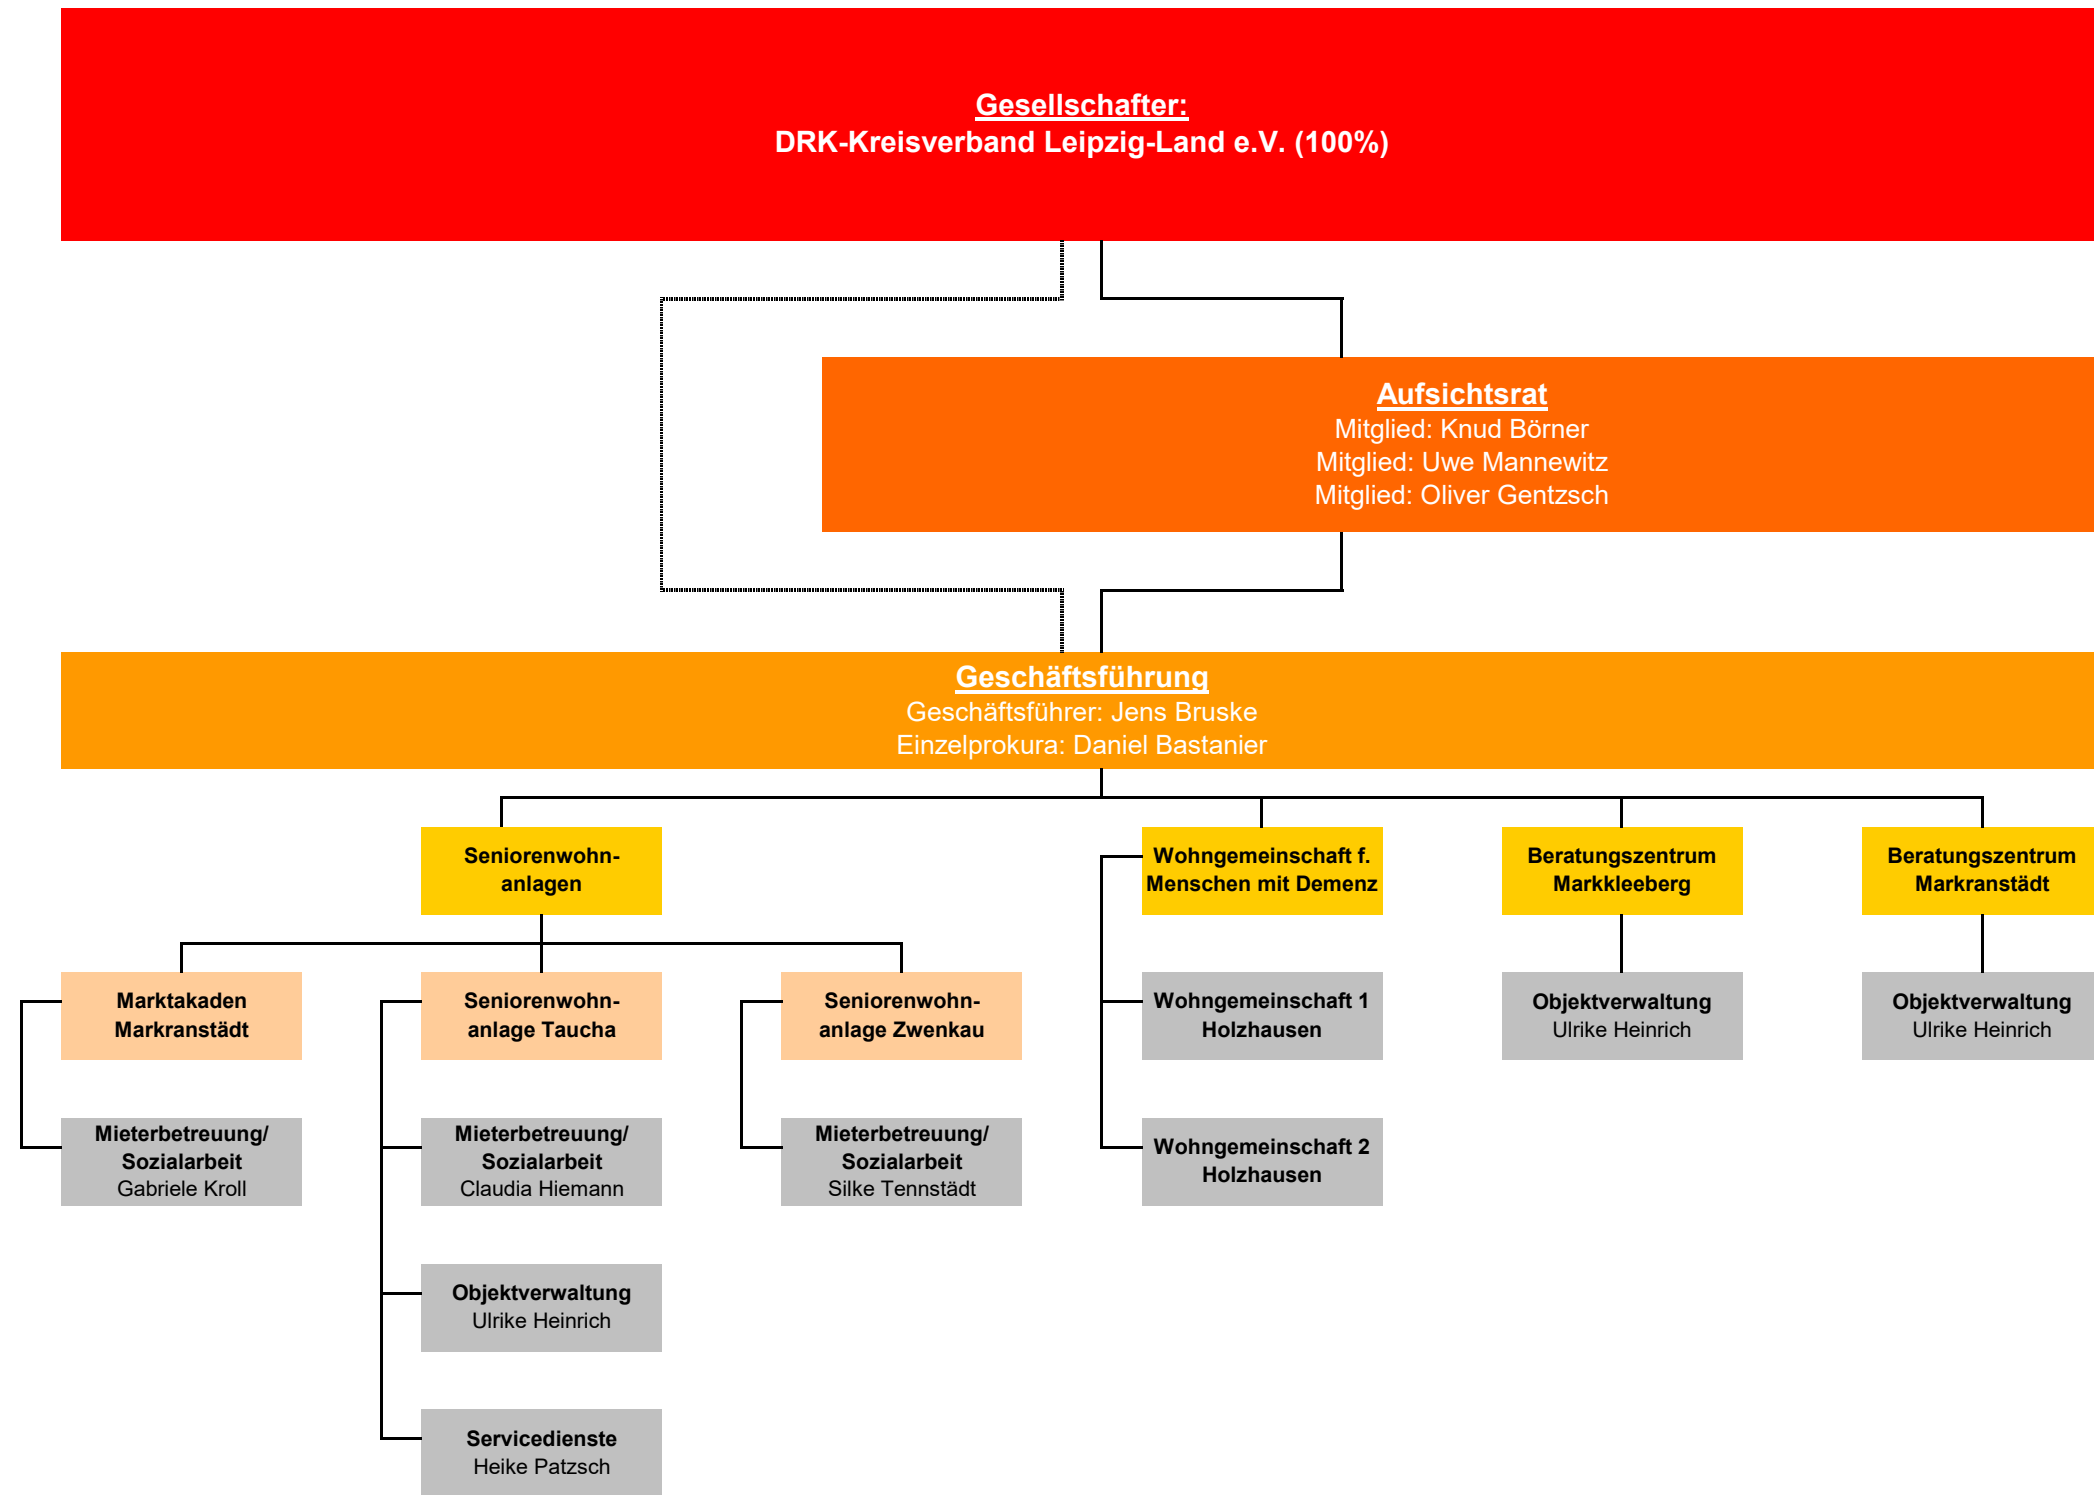 Gesellschafter:
DRK-Kreisverband Leipzig-Land e.V. (100%)
Aufsichtsrat
Mitglied: Knud Börner
Mitglied: Uwe Mannewitz
Mitglied: Oliver Gentzsch
Geschäftsführung
Geschäftsführer: Jens Bruske
Einzelprokura: Daniel Bastanier
Seniorenwohn-
anlagen
Wohngemeinschaft f.
Menschen mit Demenz
Beratungszentrum
Markkleeberg
Beratungszentrum
Markranstädt
Marktakaden
Markranstädt
Seniorenwohn-
anlage Taucha
Seniorenwohn-
anlage Zwenkau
Wohngemeinschaft 1
Holzhausen
Objektverwaltung
Ulrike Heinrich
Objektverwaltung
Ulrike Heinrich
Mieterbetreuung/
Sozialarbeit
Gabriele Kroll
Mieterbetreuung/
Sozialarbeit
Claudia Hiemann
Mieterbetreuung/
Sozialarbeit
Silke Tennstädt
Wohngemeinschaft 2
Holzhausen
Objektverwaltung
Ulrike Heinrich
Servicedienste
Heike Patzsch